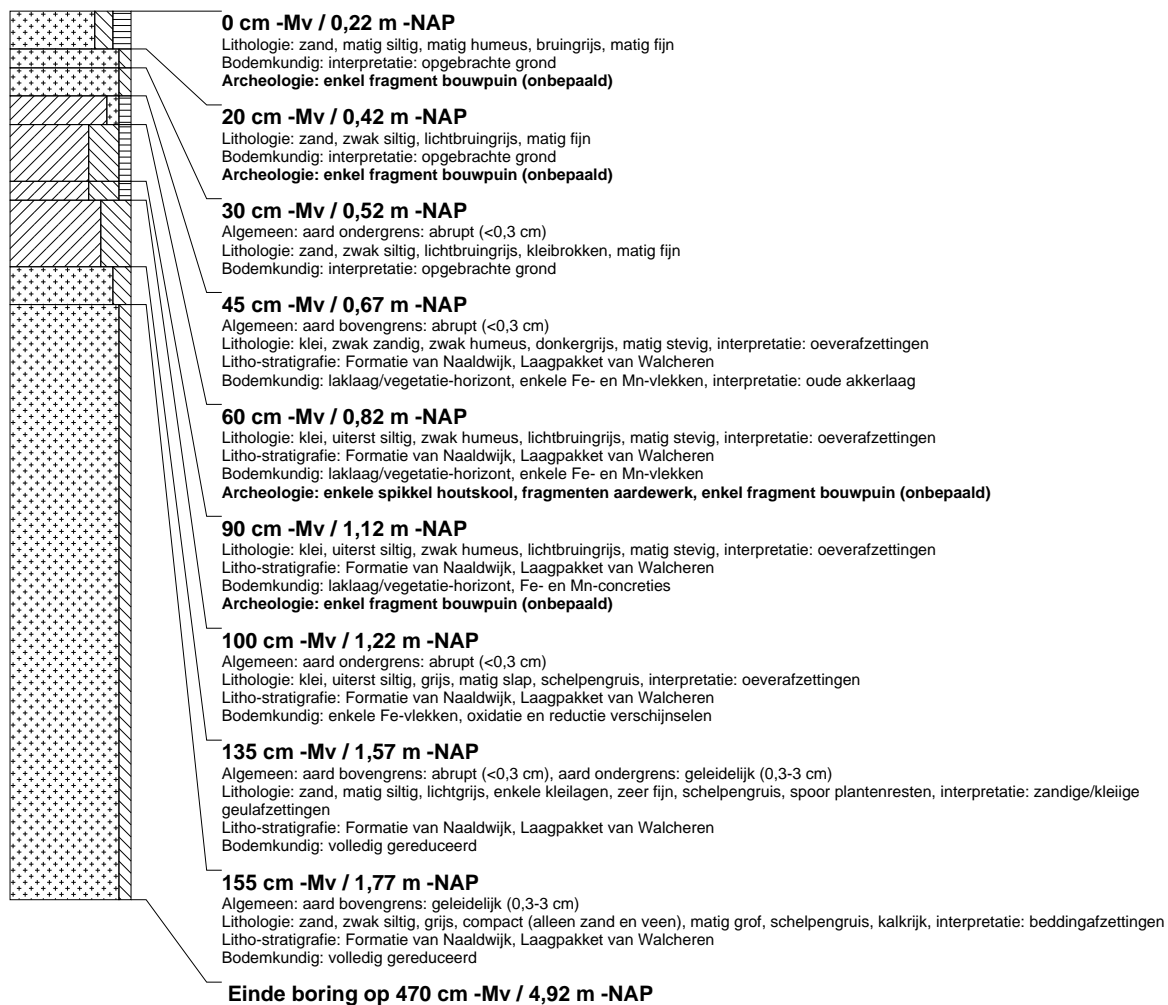 0 cm -Mv / 0,22 m -NAP
Lithologie: zand, matig siltig, matig humeus, bruingrijs, matig fijn
Bodemkundig: interpretatie: opgebrachte grond
Archeologie: enkel fragment bouwpuin (onbepaald)
20 cm -Mv / 0,42 m -NAP
Lithologie: zand, zwak siltig, lichtbruingrijs, matig fijn
Bodemkundig: interpretatie: opgebrachte grond
Archeologie: enkel fragment bouwpuin (onbepaald)
30 cm -Mv / 0,52 m -NAP
Algemeen: aard ondergrens: abrupt (<0,3 cm)
Lithologie: zand, zwak siltig, lichtbruingrijs, kleibrokken, matig fijn
Bodemkundig: interpretatie: opgebrachte grond
45 cm -Mv / 0,67 m -NAP
Algemeen: aard bovengrens: abrupt (<0,3 cm)
Lithologie: klei, zwak zandig, zwak humeus, donkergrijs, matig stevig, interpretatie: oeverafzettingen
Litho-stratigrafie: Formatie van Naaldwijk, Laagpakket van Walcheren
Bodemkundig: laklaag/vegetatie-horizont, enkele Fe- en Mn-vlekken, interpretatie: oude akkerlaag
60 cm -Mv / 0,82 m -NAP
Lithologie: klei, uiterst siltig, zwak humeus, lichtbruingrijs, matig stevig, interpretatie: oeverafzettingen
Litho-stratigrafie: Formatie van Naaldwijk, Laagpakket van Walcheren
Bodemkundig: laklaag/vegetatie-horizont, enkele Fe- en Mn-vlekken
Archeologie: enkele spikkel houtskool, fragmenten aardewerk, enkel fragment bouwpuin (onbepaald)
90 cm -Mv / 1,12 m -NAP
Lithologie: klei, uiterst siltig, zwak humeus, lichtbruingrijs, matig stevig, interpretatie: oeverafzettingen
Litho-stratigrafie: Formatie van Naaldwijk, Laagpakket van Walcheren
Bodemkundig: laklaag/vegetatie-horizont, Fe- en Mn-concreties
Archeologie: enkel fragment bouwpuin (onbepaald)
100 cm -Mv / 1,22 m -NAP
Algemeen: aard ondergrens: abrupt (<0,3 cm)
Lithologie: klei, uiterst siltig, grijs, matig slap, schelpengruis, interpretatie: oeverafzettingen
Litho-stratigrafie: Formatie van Naaldwijk, Laagpakket van Walcheren
Bodemkundig: enkele Fe-vlekken, oxidatie en reductie verschijnselen
135 cm -Mv / 1,57 m -NAP
Algemeen: aard bovengrens: abrupt (<0,3 cm), aard ondergrens: geleidelijk (0,3-3 cm)
Lithologie: zand, matig siltig, lichtgrijs, enkele kleilagen, zeer fijn, schelpengruis, spoor plantenresten, interpretatie: zandige/kleiige
geulafzettingen
Litho-stratigrafie: Formatie van Naaldwijk, Laagpakket van Walcheren
Bodemkundig: volledig gereduceerd
155 cm -Mv / 1,77 m -NAP
Algemeen: aard bovengrens: geleidelijk (0,3-3 cm)
Lithologie: zand, zwak siltig, grijs, compact (alleen zand en veen), matig grof, schelpengruis, kalkrijk, interpretatie: beddingafzettingen
Litho-stratigrafie: Formatie van Naaldwijk, Laagpakket van Walcheren
Bodemkundig: volledig gereduceerd
Einde boring op 470 cm -Mv / 4,92 m -NAP